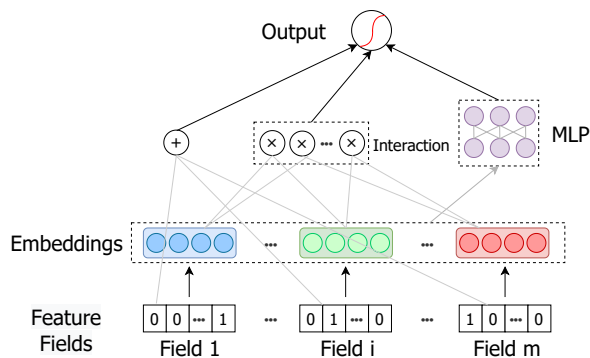 Output
+
× × ••• ×
Interaction
MLP
Embeddings
••• •••
Feature
Fields
0 0 ••• 1
•••
0 1 ••• 0
•••
1 0 ••• 0
Field 1
Field i
Field m